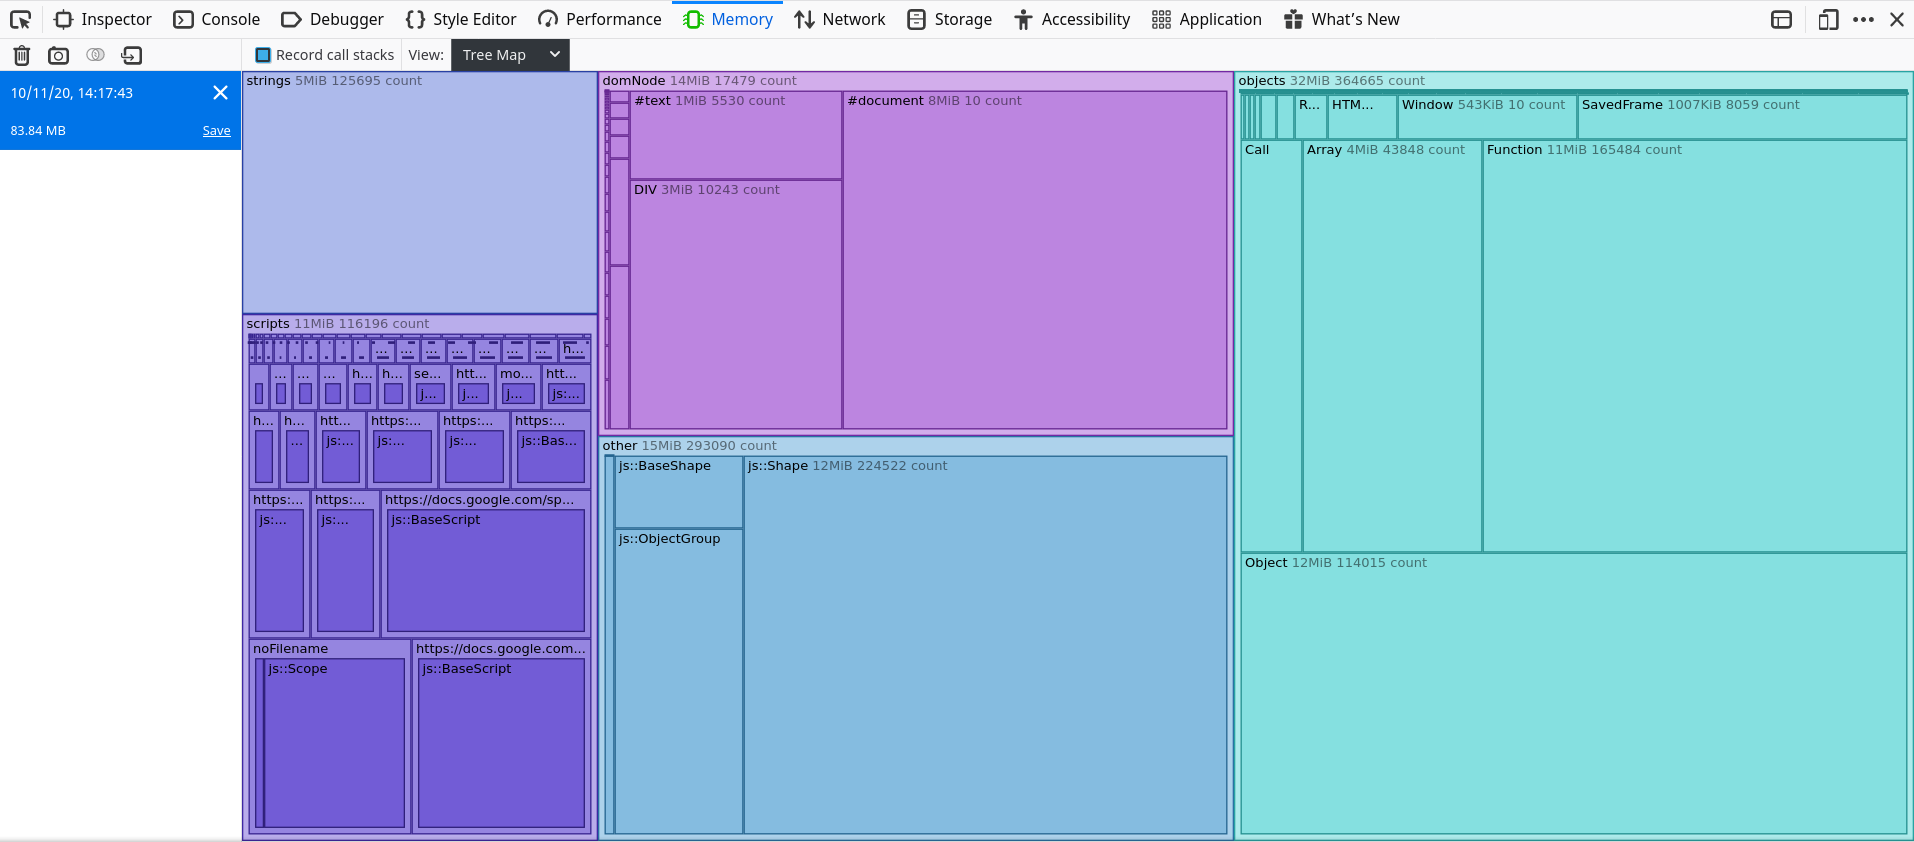 Inspector Console Debugger Style Editor Performance Memory Network Storage Accessibility Application What's New
Record call stacks View: Tree Map
10/11/20, 14:17:43
83.84 MB Save
strings 5MiB 125695 count
scripts 11MiB 116196 count
... ... ... ... ... ... ... h...
... ... ... h... h... se... htt... mo... htt...
j... j... j... js:...
h... h... htt... https:... https:... https:...
... js:... js:... js:... js::Bas...
https:... https:... https://docs.google.com/sp...
js:... js:... js::BaseScript
noFilename https://docs.google.com...
js::Scope js::BaseScript
domNode 14MiB 17479 count
#text 1MiB 5530 count #document 8MiB 10 count
DIV 3MiB 10243 count
other 15MiB 293090 count
js::BaseShape js::Shape 12MiB 224522 count
js::ObjectGroup
objects 32MiB 364665 count
R... HTM... Window 543KiB 10 count SavedFrame 1007KiB 8059 count
Call Array 4MiB 43848 count Function 11MiB 165484 count
Object 12MiB 114015 count